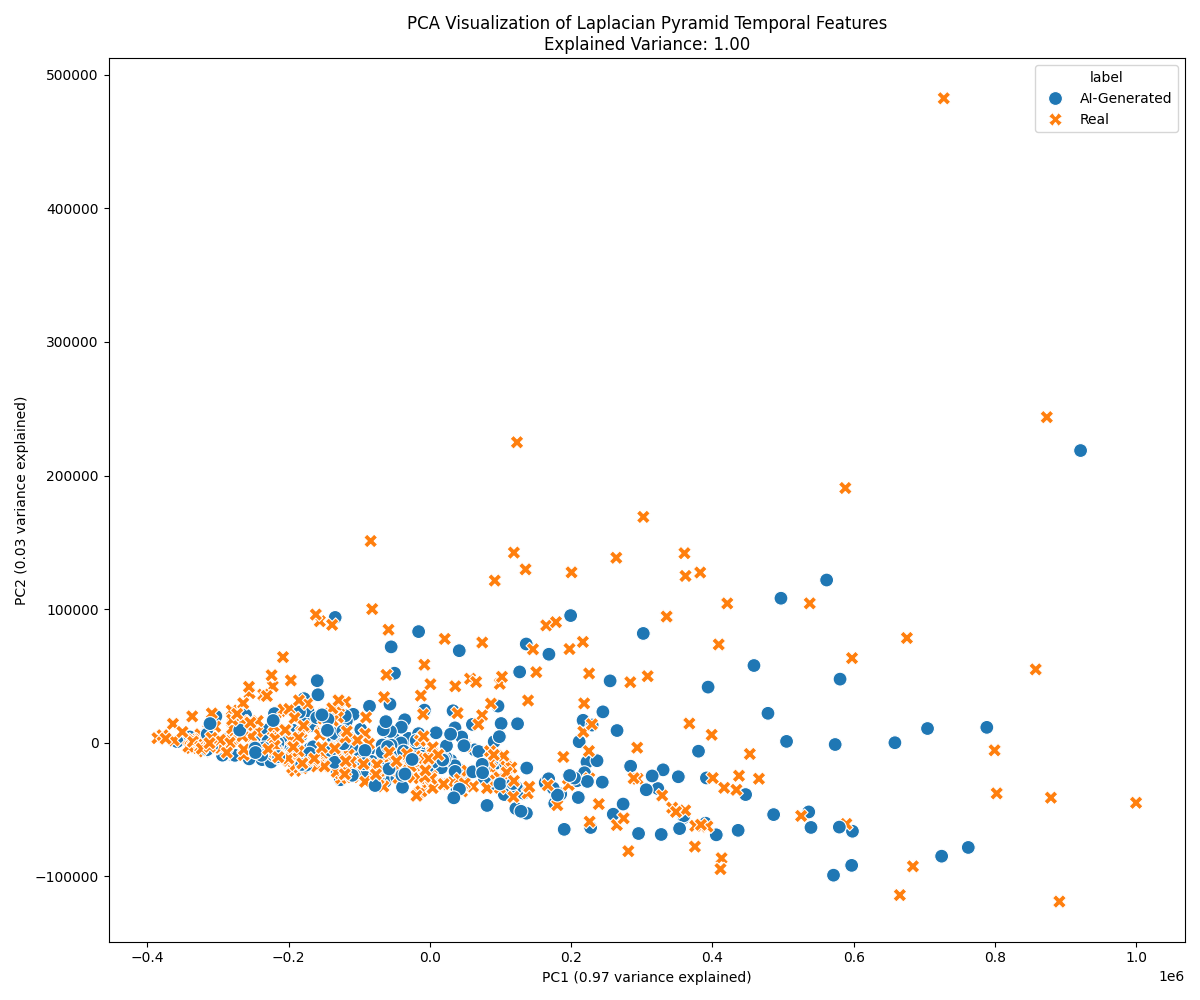 PCA Visualization of Laplacian Pyramid Temporal Features
Explained Variance: 1.00
label
AI-Generated
Real
500000
400000
300000
200000
100000
0
−100000
PC2 (0.03 variance explained)
−0.4
−0.2
0.0
0.2
0.4
0.6
0.8
1.0
1e6
PC1 (0.97 variance explained)